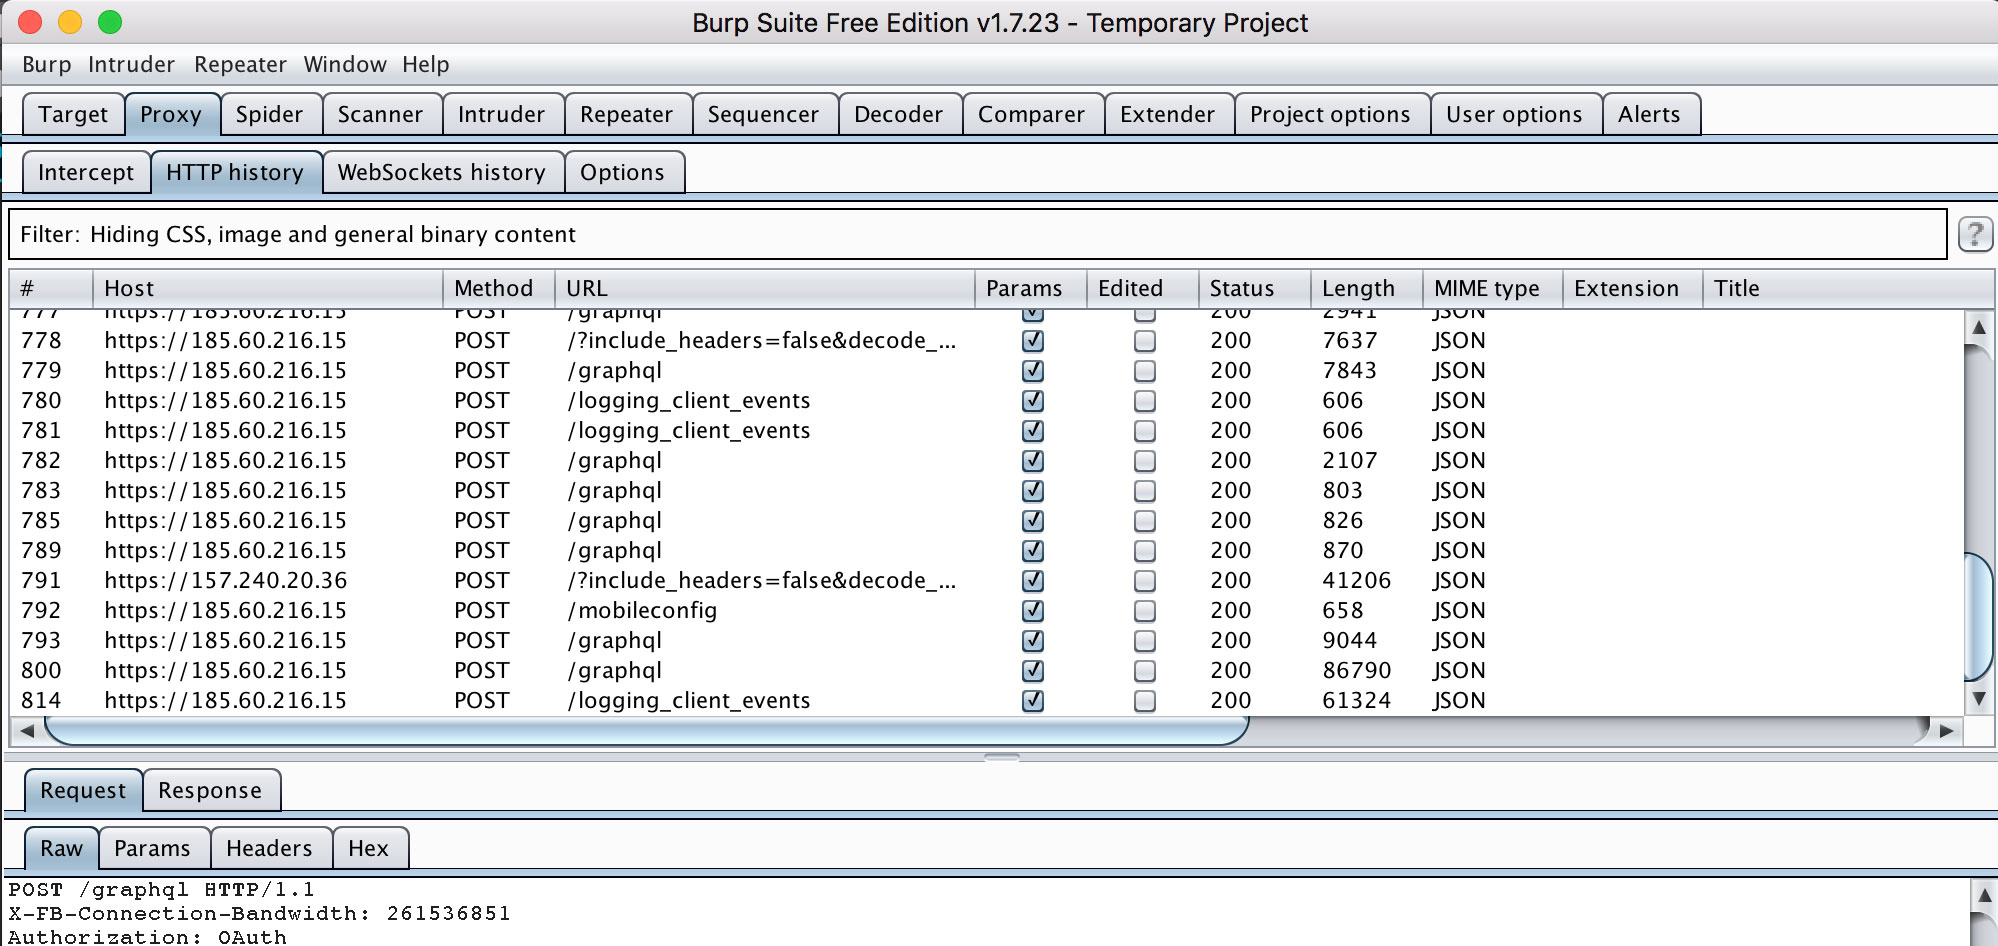 Burp Suite Free Edition v1.7.23 - Temporary Project
Burp Intruder Repeater Window Help
Target Proxy Spider Scanner Intruder Repeater Sequencer Decoder Comparer Extender Project options User options Alerts
Intercept HTTP history WebSockets history Options
Filter: Hiding CSS, image and general binary content ?
# Host Method URL Params Edited Status Length MIME type Extension Title
777 https://185.60.216.15 POST /graphql 200 2941 JSON
778 https://185.60.216.15 POST /?include_headers=false&decode_... 200 7637 JSON
779 https://185.60.216.15 POST /graphql 200 7843 JSON
780 https://185.60.216.15 POST /logging_client_events 200 606 JSON
781 https://185.60.216.15 POST /logging_client_events 200 606 JSON
782 https://185.60.216.15 POST /graphql 200 2107 JSON
783 https://185.60.216.15 POST /graphql 200 803 JSON
785 https://185.60.216.15 POST /graphql 200 826 JSON
789 https://185.60.216.15 POST /graphql 200 870 JSON
791 https://157.240.20.36 POST /?include_headers=false&decode_... 200 41206 JSON
792 https://185.60.216.15 POST /mobileconfig 200 658 JSON
793 https://185.60.216.15 POST /graphql 200 9044 JSON
800 https://185.60.216.15 POST /graphql 200 86790 JSON
814 https://185.60.216.15 POST /logging_client_events 200 61324 JSON
Request Response
Raw Params Headers Hex
POST /graphql HTTP/1.1
X-FB-Connection-Bandwidth: 261536851
Authorization: OAuth